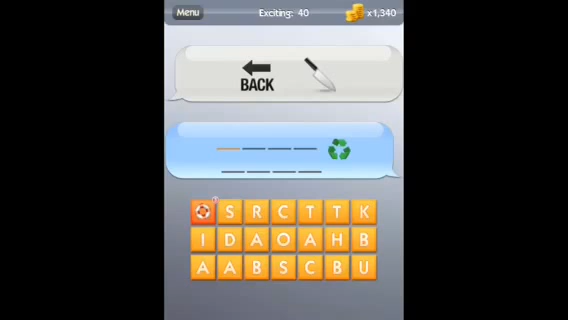 Menu
Exciting: 40
x1,340
BACK
S R C T T K
I D A O A H B
A A B S C B U